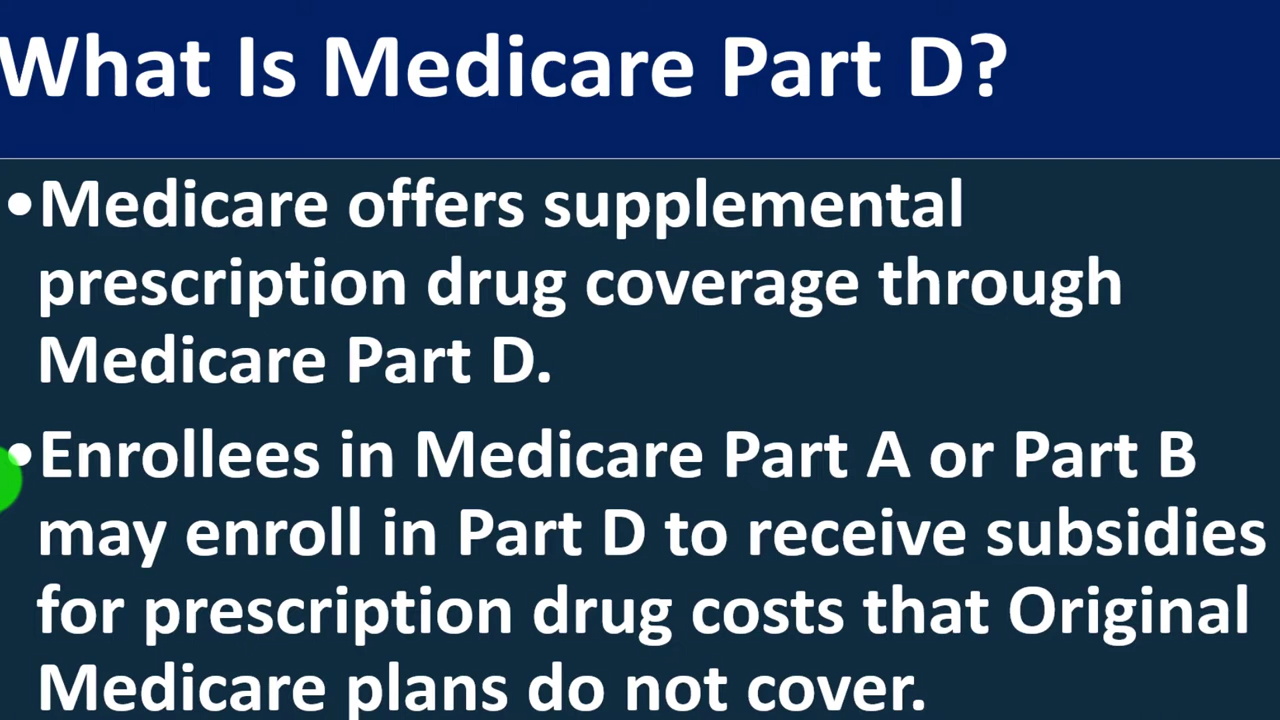 What Is Medicare Part D?
•Medicare offers supplemental
prescription drug coverage through
Medicare Part D.
•Enrollees in Medicare Part A or Part B
may enroll in Part D to receive subsidies
for prescription drug costs that Original
Medicare plans do not cover.